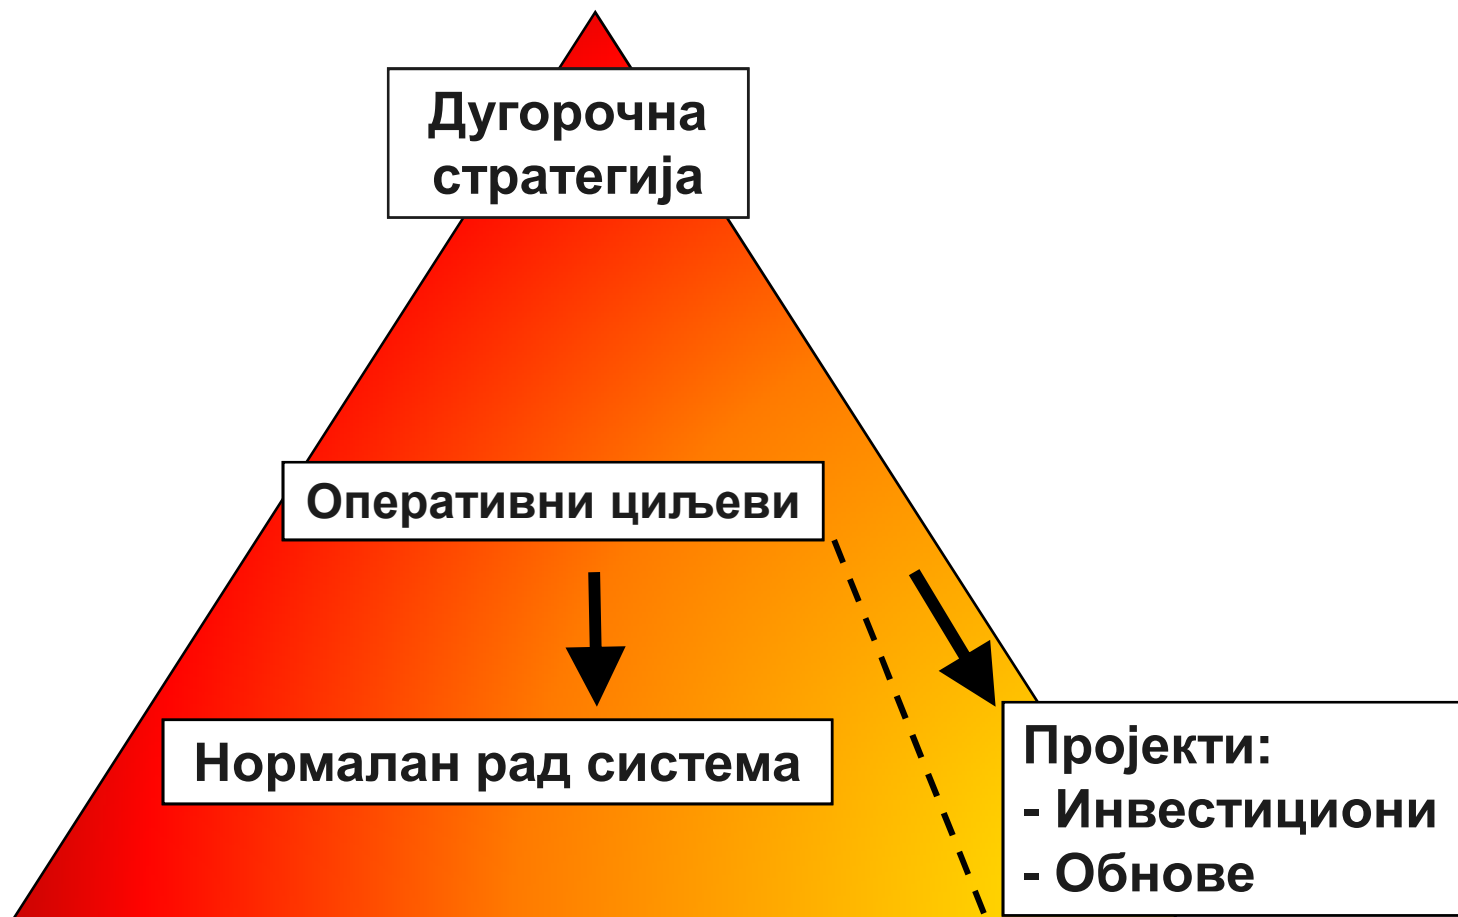 Дугорочна
стратегија
Оперативни циљеви
Нормалан рад система
Пројекти:
- Инвестициони
- Обнове